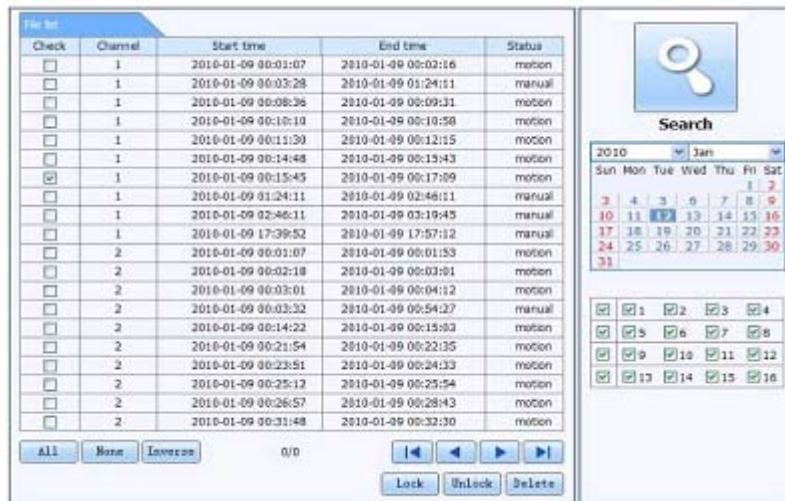 File list
Check Channel Start time End time Status
1 2010-01-09 00:01:07 2010-01-09 00:02:16 motion
1 2010-01-09 00:03:28 2010-01-09 01:24:11 manual
1 2010-01-09 00:08:36 2010-01-09 00:09:31 motion
1 2010-01-09 00:10:10 2010-01-09 00:10:58 motion
1 2010-01-09 00:11:30 2010-01-09 00:12:15 motion
1 2010-01-09 00:14:48 2010-01-09 00:15:43 motion
1 2010-01-09 00:15:45 2010-01-09 00:17:09 motion
1 2010-01-09 01:24:11 2010-01-09 02:46:11 manual
1 2010-01-09 02:46:11 2010-01-09 03:19:45 manual
1 2010-01-09 17:39:52 2010-01-09 17:57:12 manual
2 2010-01-09 00:01:07 2010-01-09 00:01:53 motion
2 2010-01-09 00:02:18 2010-01-09 00:03:01 motion
2 2010-01-09 00:03:01 2010-01-09 00:04:12 motion
2 2010-01-09 00:03:32 2010-01-09 00:54:27 manual
2 2010-01-09 00:14:22 2010-01-09 00:15:03 motion
2 2010-01-09 00:21:54 2010-01-09 00:22:35 motion
2 2010-01-09 00:23:51 2010-01-09 00:24:33 motion
2 2010-01-09 00:25:12 2010-01-09 00:25:54 motion
2 2010-01-09 00:26:57 2010-01-09 00:28:43 motion
2 2010-01-09 00:31:48 2010-01-09 00:32:30 motion
All None Inverse 0/0
Lock Unlock Delete
Search
2010 Jan
Sun Mon Tue Wed Thu Fri Sat
1 2
3 4 5 6 7 8 9
10 11 12 13 14 15 16
17 18 19 20 21 22 23
24 25 26 27 28 29 30
31
1 2 3 4
5 6 7 8
9 10 11 12
13 14 15 16